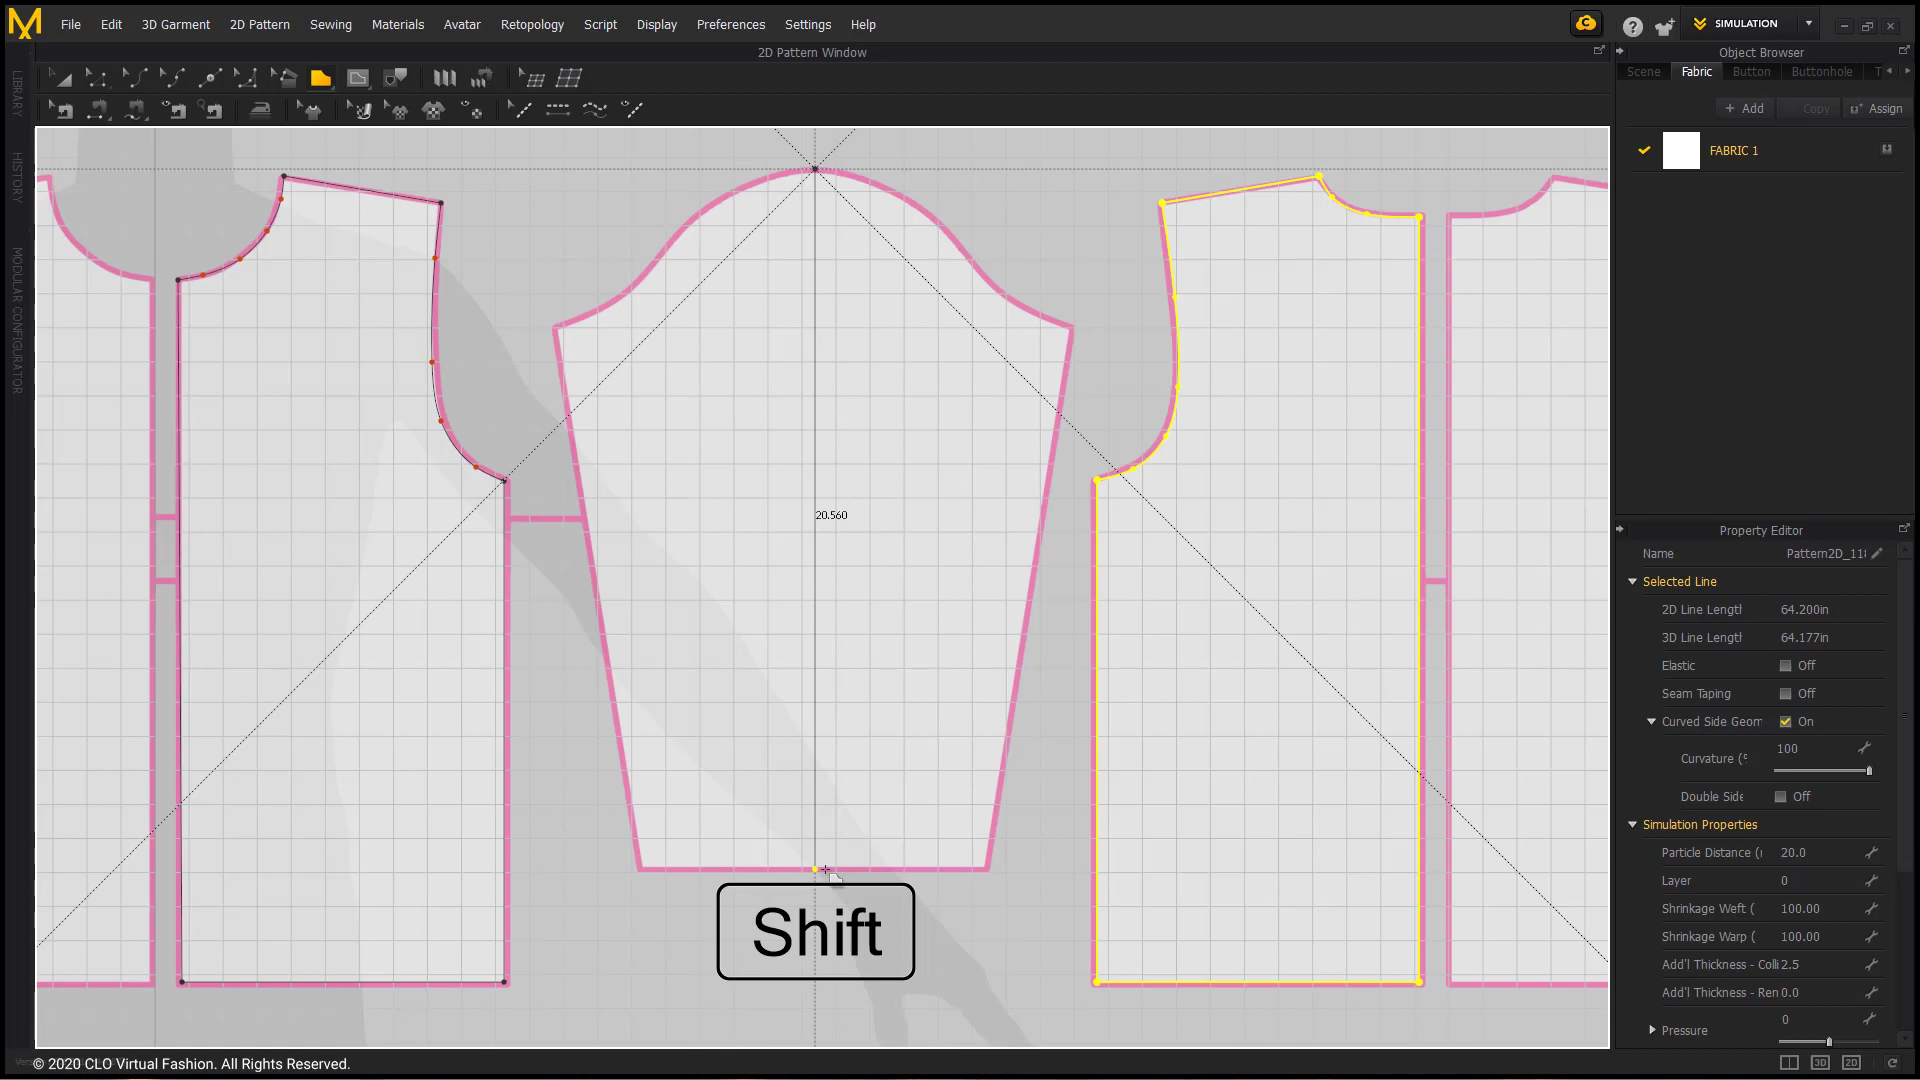 File Edit 3D Garment 2D Pattern Sewing Materials Avatar Retopology Script Display Preferences Settings Help
SIMULATION
2D Pattern Window
Object Browser
Scene Fabric Button Buttonhole T
Add Copy Assign
FABRIC 1
LIBRARY
HISTORY
MODULAR CONFIGURATOR
20.560
Shift
Property Editor
Name Pattern2D_118
Selected Line
2D Line Length 64.200in
3D Line Length 64.177in
Elastic Off
Seam Taping Off
Curved Side Geom On
Curvature (% 100
Double Side Off
Simulation Properties
Particle Distance (m 20.0
Layer 0
Shrinkage Weft ( 100.00
Shrinkage Warp ( 100.00
Add'l Thickness - Colli 2.5
Add'l Thickness - Ren 0.0
Pressure 0
© 2020 CLO Virtual Fashion. All Rights Reserved.
3D 2D